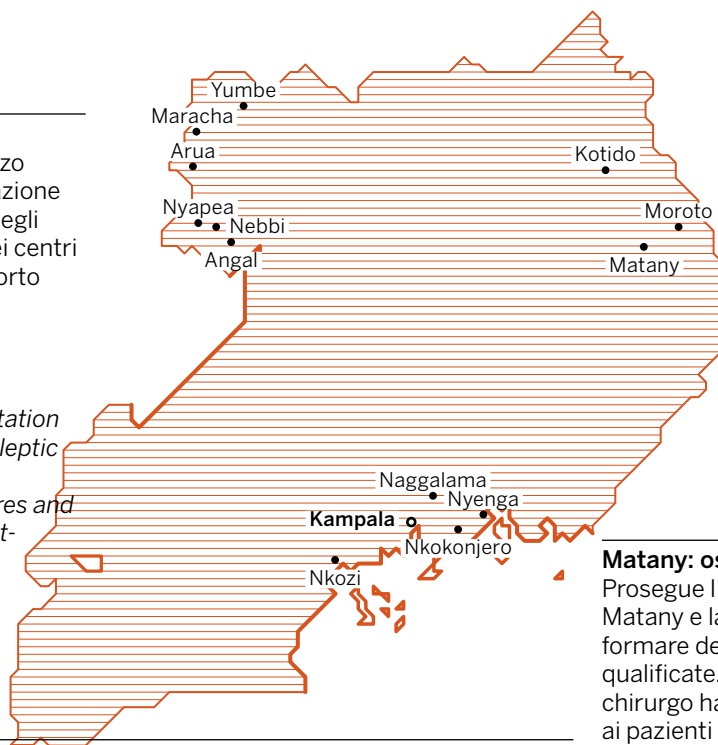 zo
azione
egli
ei centri
orto
tation
leptic
res and
t-
Yumbe
Maracha
Arua
Kotido
Nyapea
Nebbi
Moroto
Angal
Matany
Naggalama
Nyenga
Kampala
Nkokonjero
Nkozi
Matany: os
Prosegue l
Matany e la
formare de
qualificate.
chirurgo ha
ai pazienti